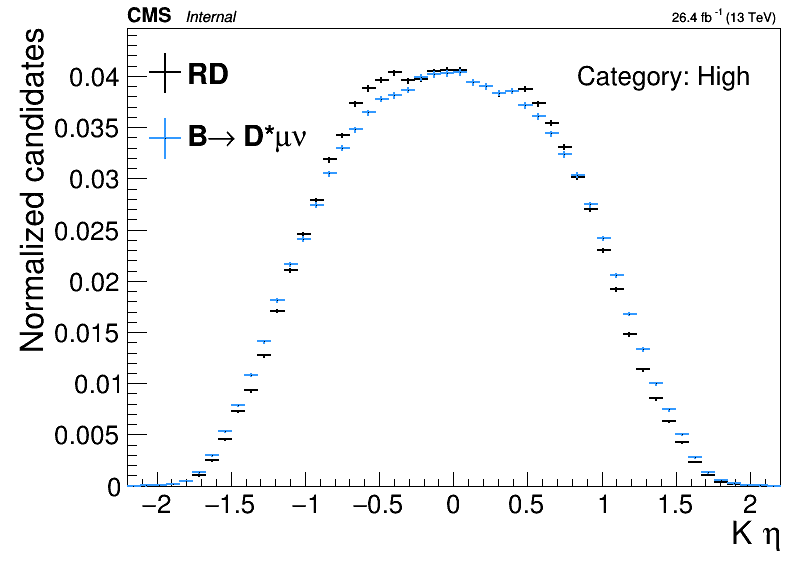 CMS Internal 26.4 fb⁻¹ (13 TeV)
Normalized candidates
RD
B→ D*μν
Category: High
0.04
0.035
0.03
0.025
0.02
0.015
0.01
0.005
0
−2 −1.5 −1 −0.5 0 0.5 1 1.5 2
K η